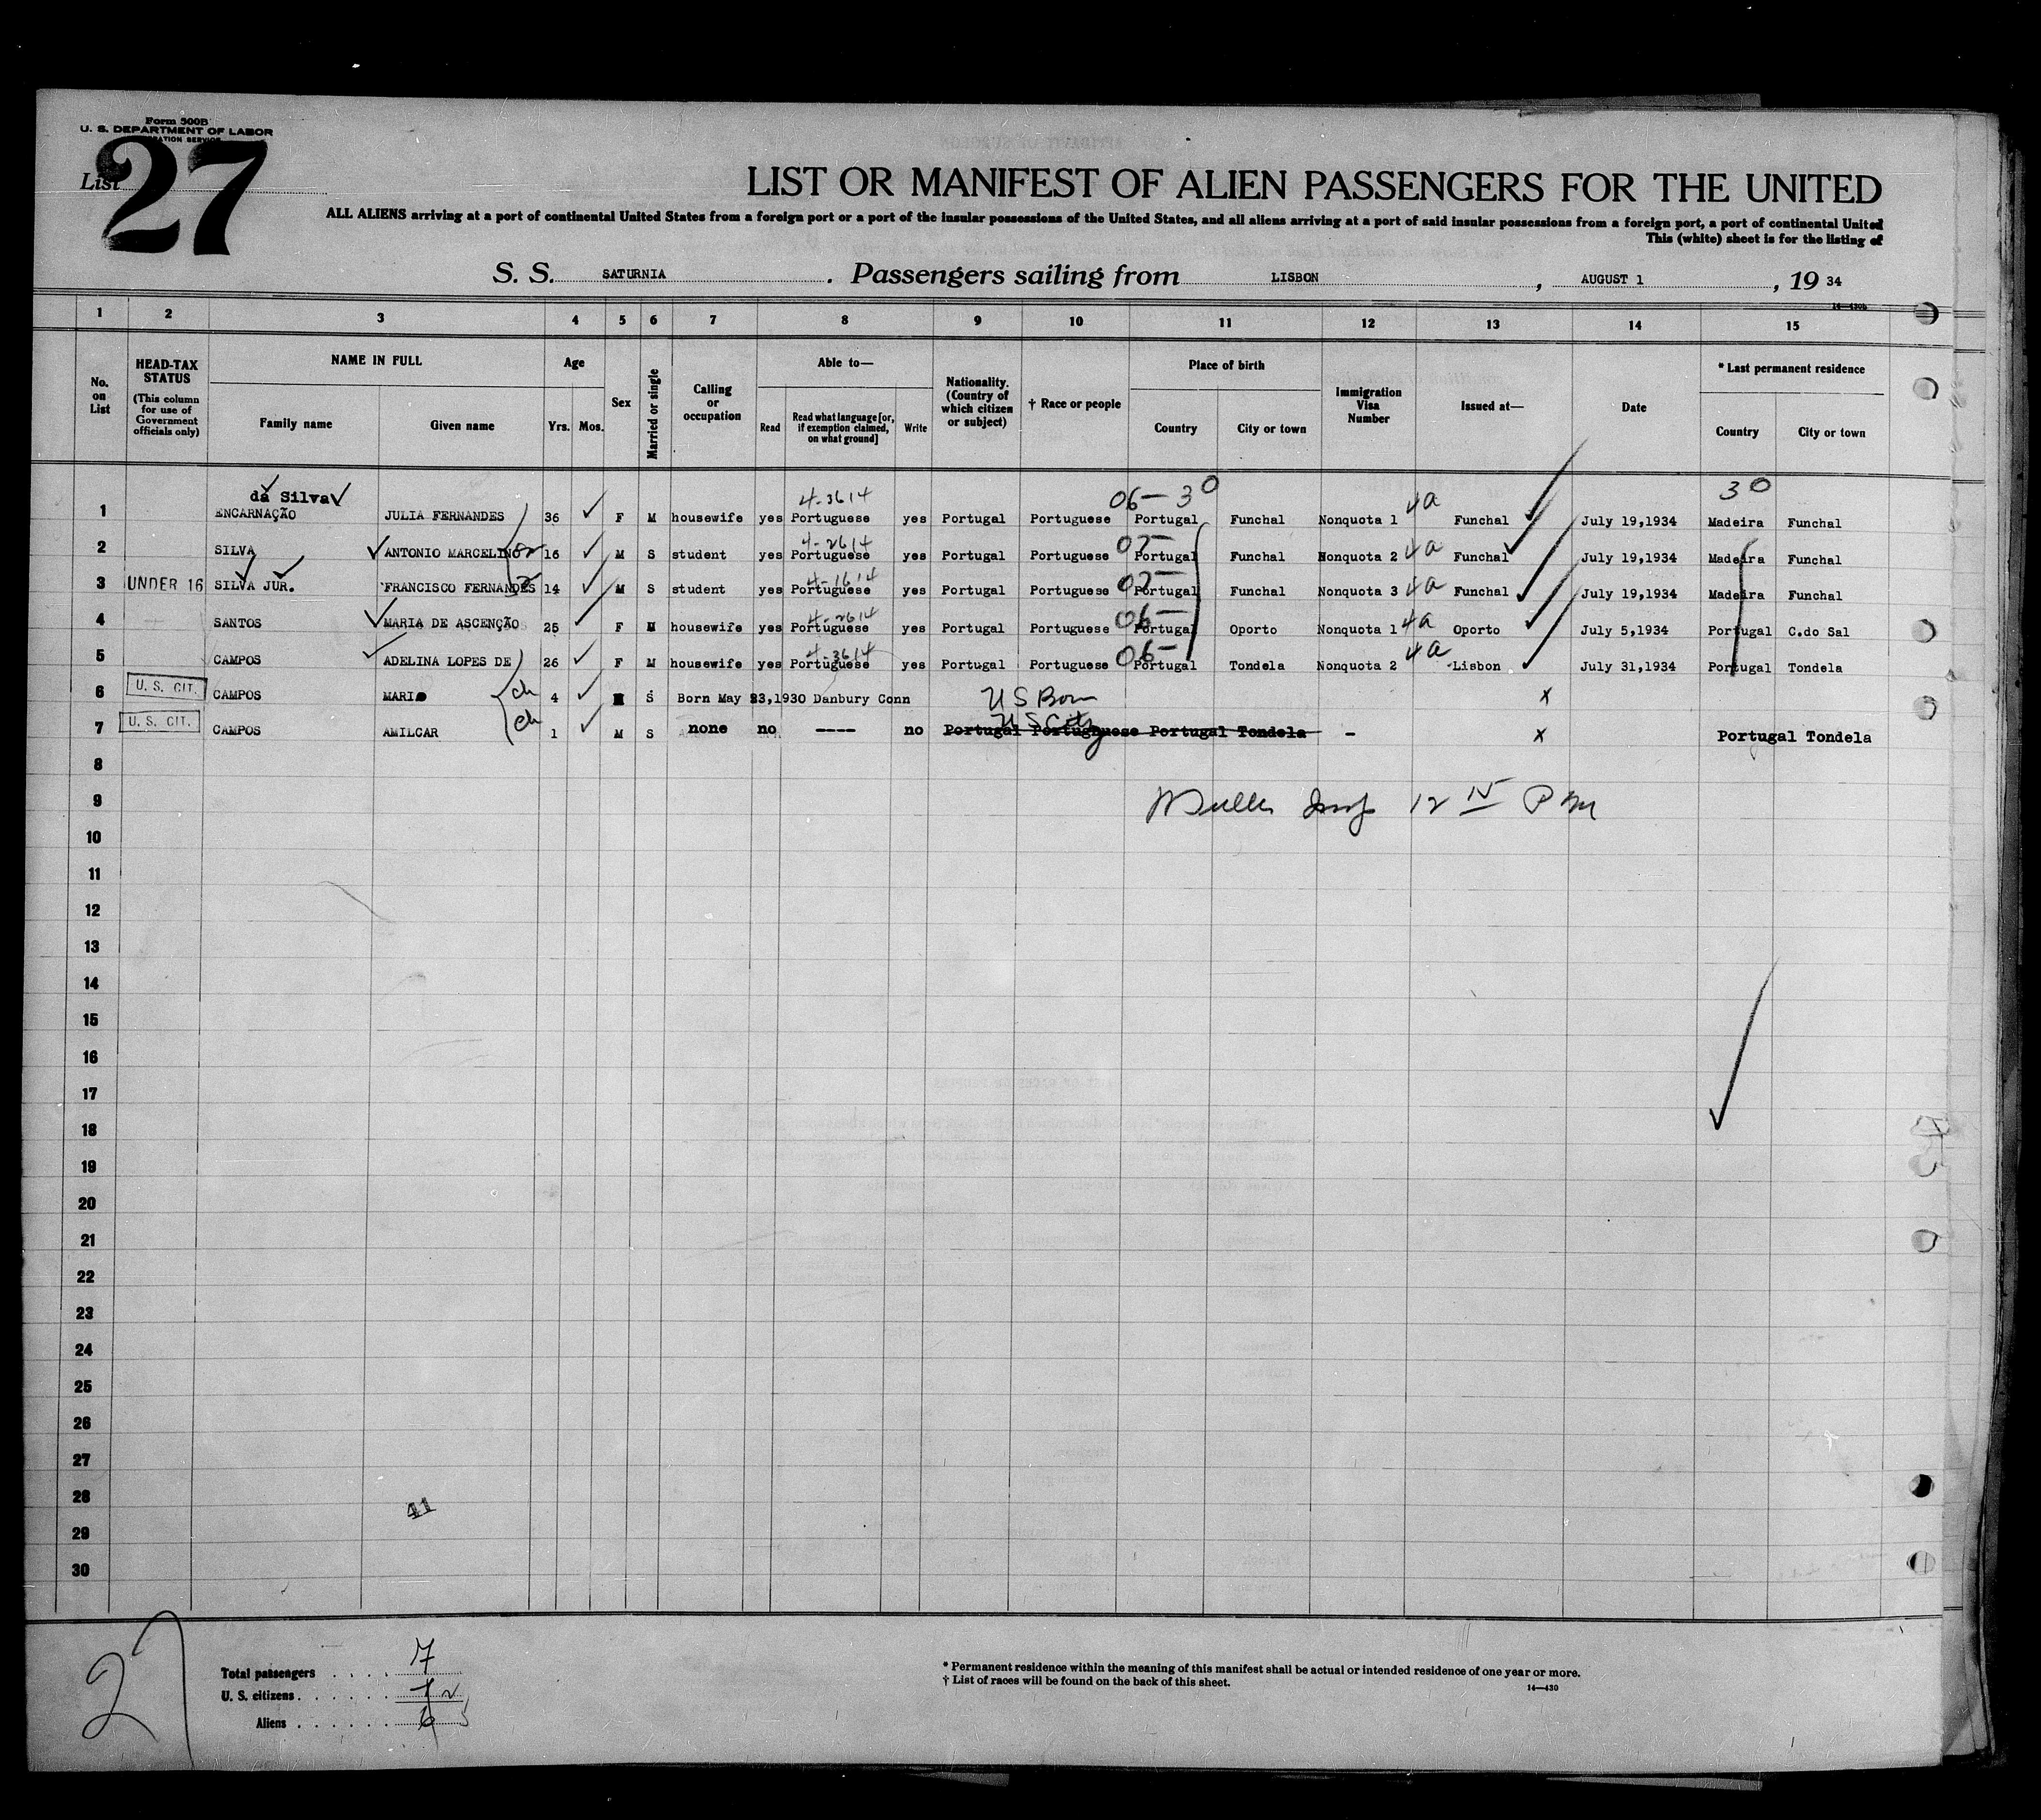 Form 500B
U. S. DEPARTMENT OF LABOR
List 27
LIST OR MANIFEST OF ALIEN PASSENGERS FOR THE UNITED
ALL ALIENS arriving at a port of continental United States from a foreign port or a port of the insular possessions of the United States, and all aliens arriving at a port of said insular possessions from a foreign port, a port of continental United
This (white) sheet is for the listing of
S. S. SATURNIA . Passengers sailing from LISBON , AUGUST 1 , 19 34
14—430b
1 2 3 4 5 6 7 8 9 10 11 12 13 14 15
No. on List
HEAD-TAX STATUS (This column for use of Government officials only)
NAME IN FULL
Family name Given name
Age
Yrs. Mos.
Sex
Married or single
Calling or occupation
Able to—
Read Read what language [or, if exemption claimed, on what ground] Write
Nationality. (Country of which citizen or subject)
† Race or people
Place of birth
Country City or town
Immigration Visa Number
Issued at—
Date
* Last permanent residence
Country City or town
da Silva 4-3614 06- 30 4a 30
1 ENCARNAÇÃO JULIA FERNANDES 36 F M housewife yes Portuguese yes Portugal Portuguese Portugal Funchal Nonquota 1 Funchal July 19,1934 Madeira Funchal
4-2614
2 SILVA ANTONIO MARCELINO 16 M S student yes Portuguese yes Portugal Portuguese 07- Portugal Funchal Nonquota 2 4a Funchal July 19,1934 Madeira Funchal
4-1614
3 UNDER 16 SILVA JUR. FRANCISCO FERNANDES 14 M S student yes Portuguese yes Portugal Portuguese 07- Portugal Funchal Nonquota 3 4a Funchal July 19,1934 Madeira Funchal
4-2614
4 SANTOS MARIA DE ASCENÇÃO 25 F M housewife yes Portuguese yes Portugal Portuguese 06- Portugal Oporto Nonquota 1 4a Oporto July 5,1934 Portugal C.do Sal
4-3614
5 CAMPOS ADELINA LOPES DE 26 F M housewife yes Portuguese yes Portugal Portuguese 06- Portugal Tondela Nonquota 2 4a Lisbon July 31,1934 Portugal Tondela
6 U. S. CIT. CAMPOS MARIO ch 4 M S Born May 23,1930 Danbury Conn U S Born x
U S Citz
7 U. S. CIT. CAMPOS AMILCAR ch 1 M S none no ---- no Portugal Portuguese Portugal Tondela - x Portugal Tondela
8
9
12 15 P M
10
11
12
13
14
15
16
17
18
19
20
21
22
23
24
25
26
27
28
41
29
30
27
Total passengers . . . . 7
U. S. citizens . . . . . . 1 2
Aliens . . . . . . 6 5
* Permanent residence within the meaning of this manifest shall be actual or intended residence of one year or more.
† List of races will be found on the back of this sheet.
14—430